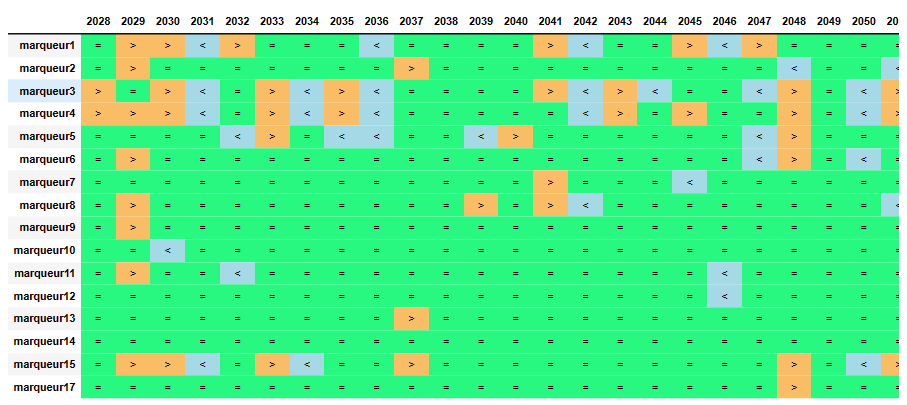 2028 2029 2030 2031 2032 2033 2034 2035 2036 2037 2038 2039 2040 2041 2042 2043 2044 2045 2046 2047 2048 2049 2050 20
marqueur1 = > > < > = = = < = = = = > < = = > < > = = =
marqueur2 = > = = = = = = = > = = = = = = = = = = < = = <
marqueur3 > = > < = > < > < = = = = > < > < = = < > = < >
marqueur4 > > > < = > < > < = = = = = < > = > = = > = < >
marqueur5 = = = = < > = < < = = < > = = = = = = < > = =
marqueur6 = > = = = = = = = = = = = = = = = = = < > = <
marqueur7 = = = = = = = = = = = = = > = = = < = = = = =
marqueur8 = > = = = = = = = = = > = > < = = = = = = = = <
marqueur9 = > = = = = = = = = = = = = = = = = = = = = =
marqueur10 = = < = = = = = = = = = = = = = = = = = = = =
marqueur11 = > = = < = = = = = = = = = = = = = < = = = =
marqueur12 = = = = = = = = = = = = = = = = = = < = = = =
marqueur13 = = = = = = = = = > = = = = = = = = = = = = =
marqueur14 = = = = = = = = = = = = = = = = = = = = = = =
marqueur15 = > > < = > < = = > = = = = = = = = = = > = < >
marqueur17 = = = = = = = = = = = = = = = = = = = = > = =